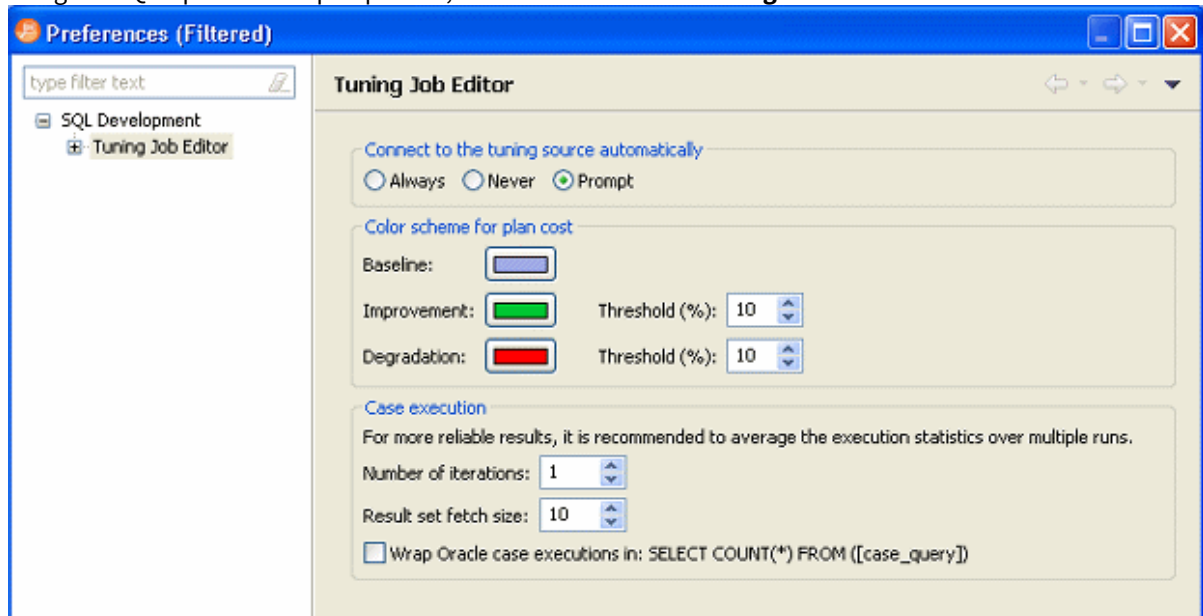 Preferences (Filtered)
type filter text
SQL Development
Tuning Job Editor
Tuning Job Editor
Connect to the tuning source automatically
Always Never Prompt
Color scheme for plan cost
Baseline:
Improvement: Threshold (%): 10
Degradation: Threshold (%): 10
Case execution
For more reliable results, it is recommended to average the execution statistics over multiple runs.
Number of iterations: 1
Result set fetch size: 10
Wrap Oracle case executions in: SELECT COUNT(*) FROM ([case_query])